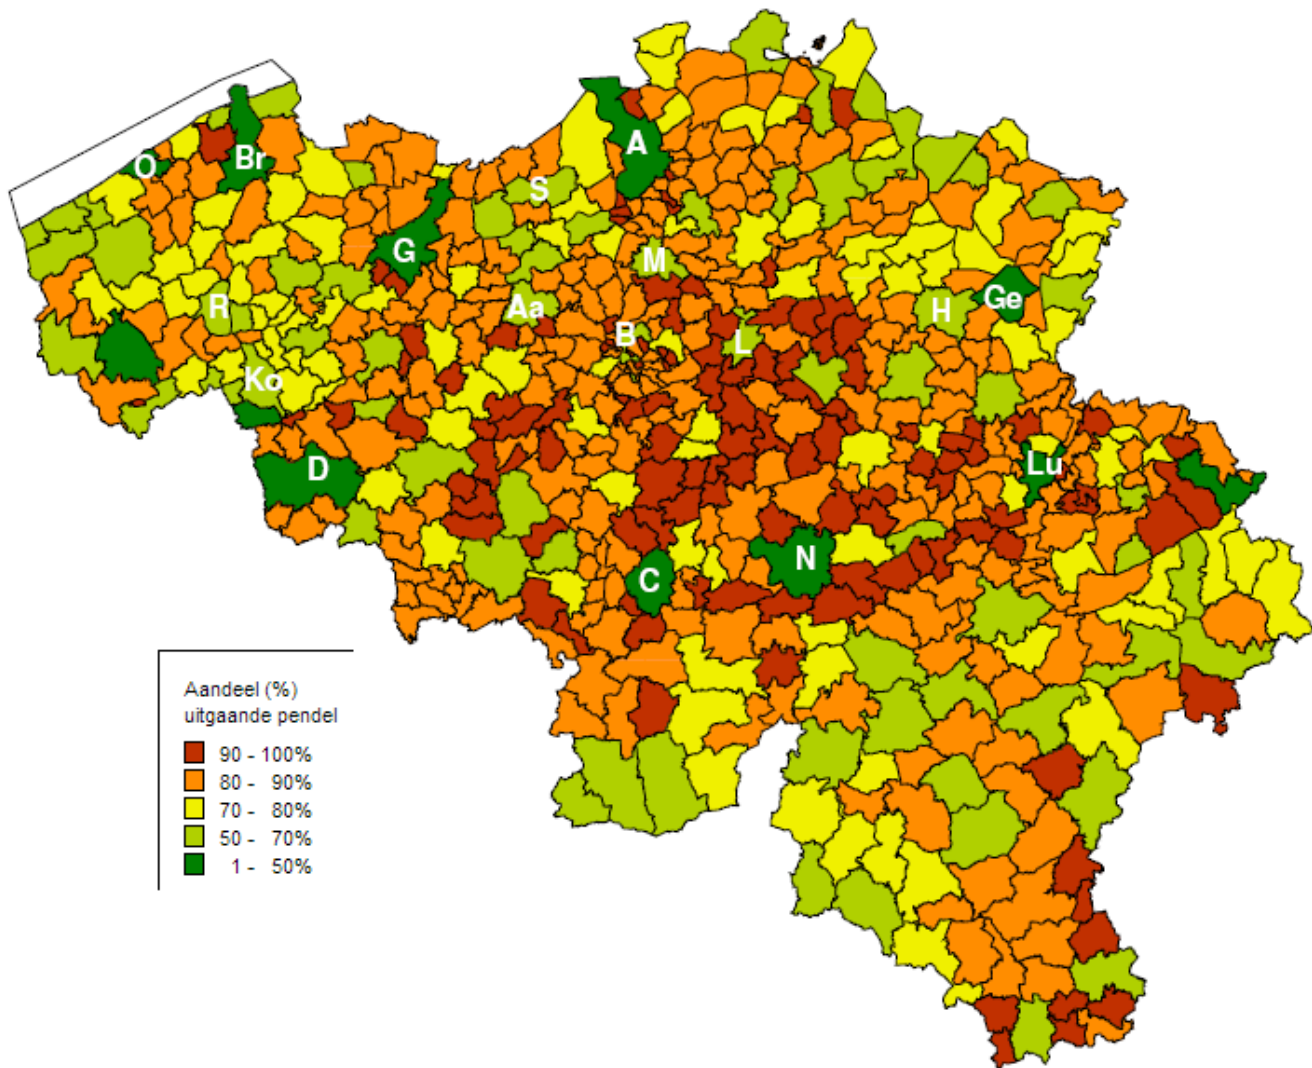 A
O
Br
S
G
M
R
Aa
H
Ge
B
L
Ko
D
Lu
N
C
Aandeel (%)
uitgaande pendel
90 - 100%
80 - 90%
70 - 80%
50 - 70%
1 - 50%